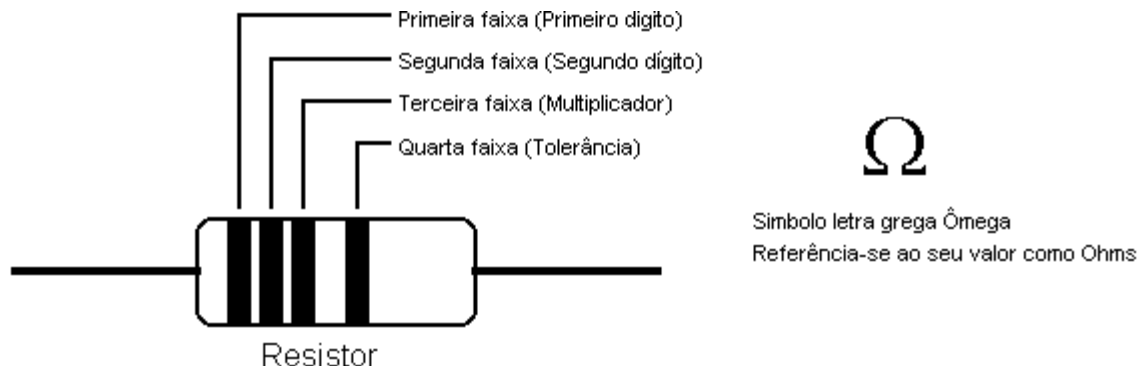 Primeira faixa (Primeiro digito)
Segunda faixa (Segundo dígito)
Terceira faixa (Multiplicador)
Quarta faixa (Tolerância)
Resistor
Ω
Simbolo letra grega Ômega
Referência-se ao seu valor como Ohms